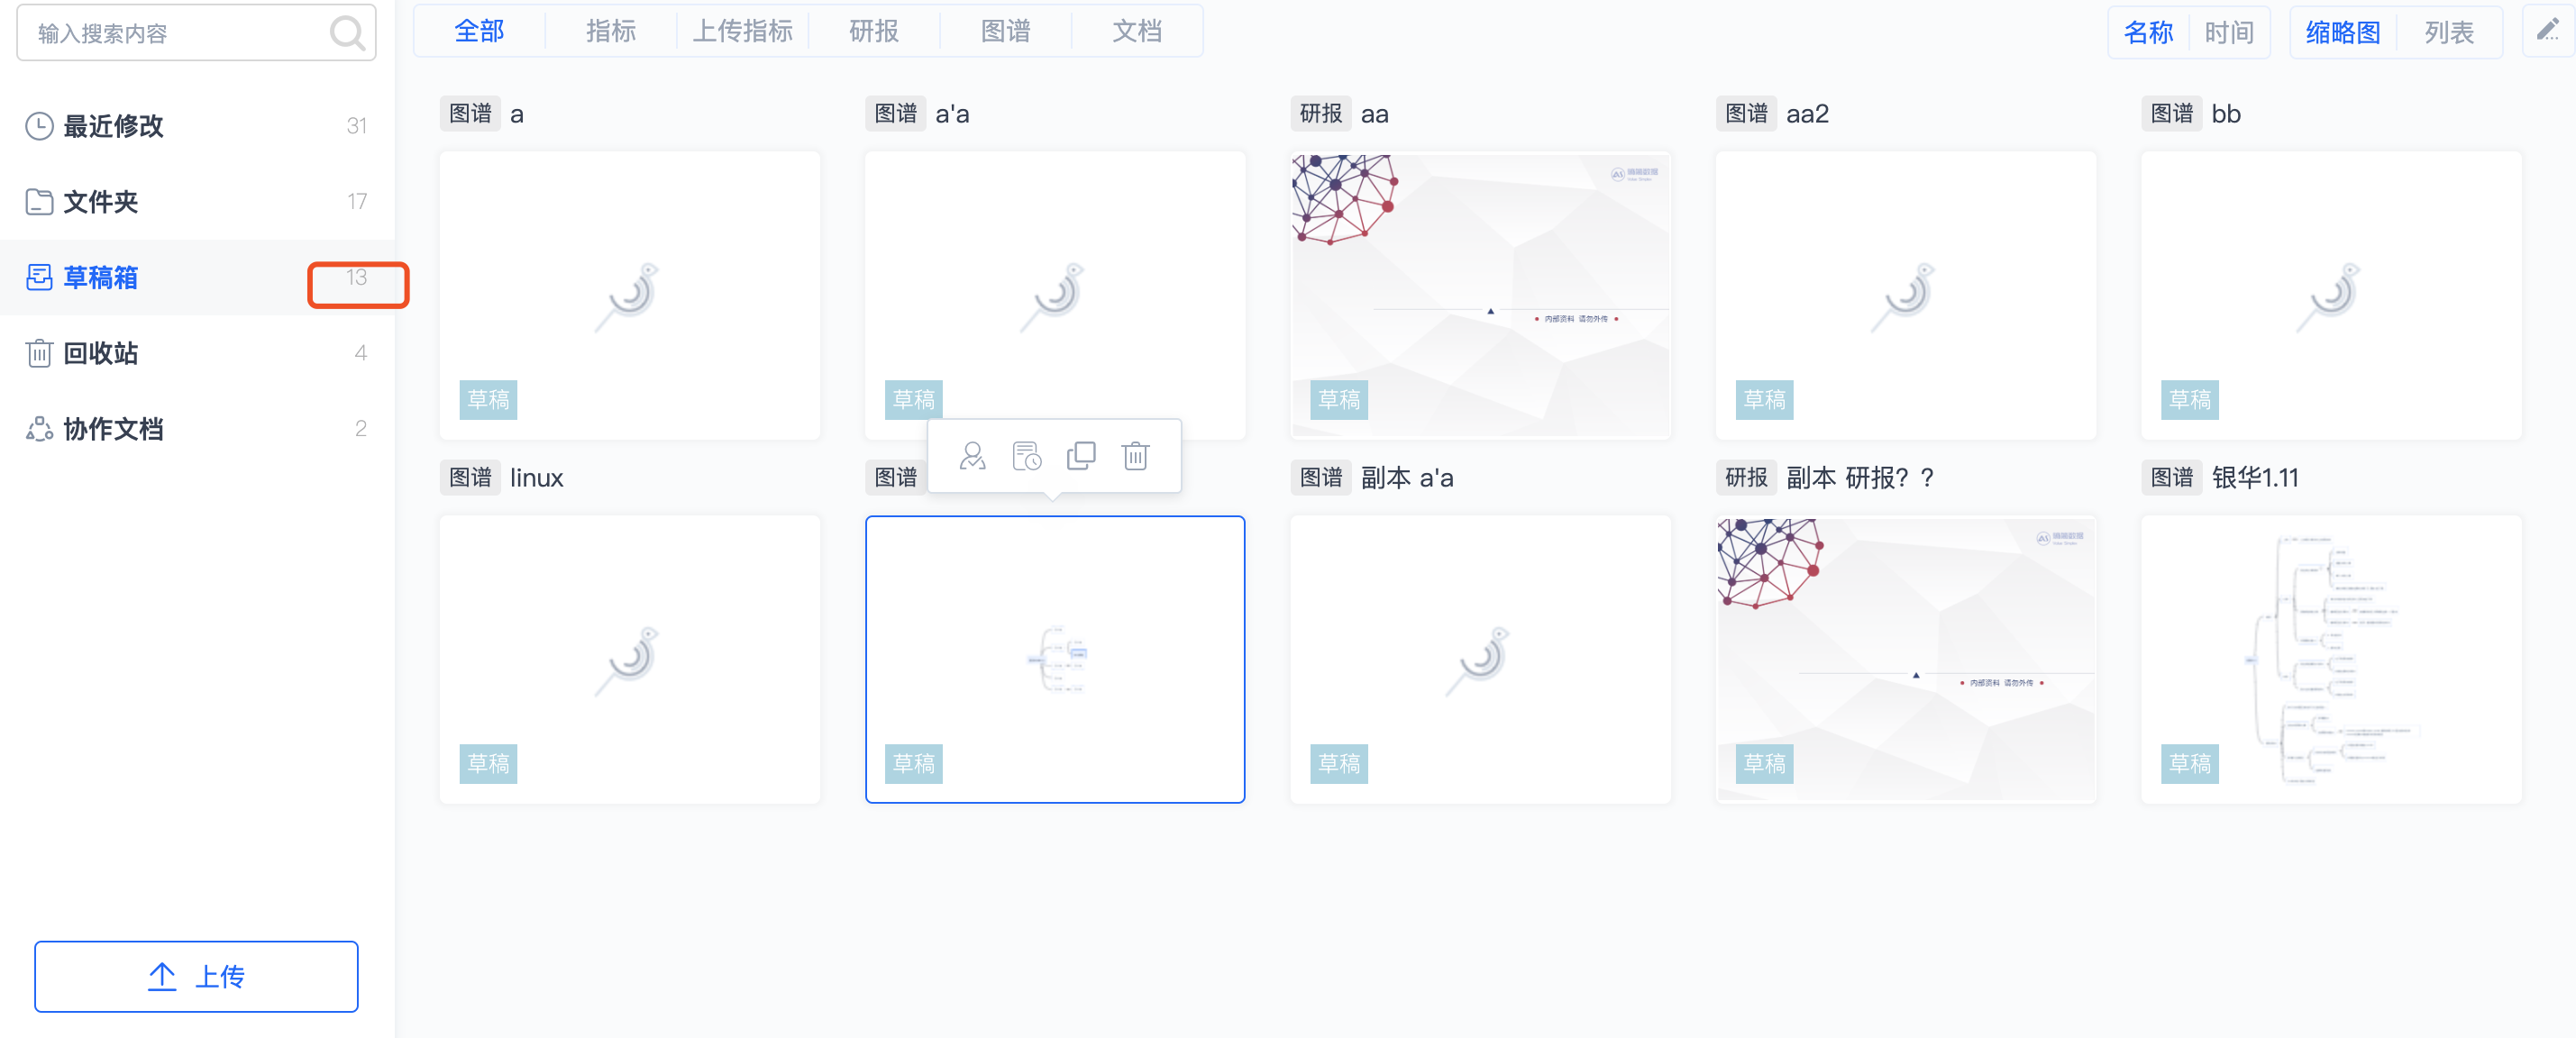 输入搜索内容
最近修改 31
文件夹 17
草稿箱 13
回收站 4
协作文档 2
上传
全部 指标 上传指标 研报 图谱 文档
名称 时间 缩略图 列表
图谱 a
草稿
图谱 a'a
草稿
研报 aa
内部资料 请勿外传
草稿
图谱 aa2
草稿
图谱 bb
草稿
图谱 linux
草稿
图谱
草稿
图谱 副本 a'a
草稿
研报 副本 研报？？
内部资料 请勿外传
草稿
图谱 银华1.11
草稿